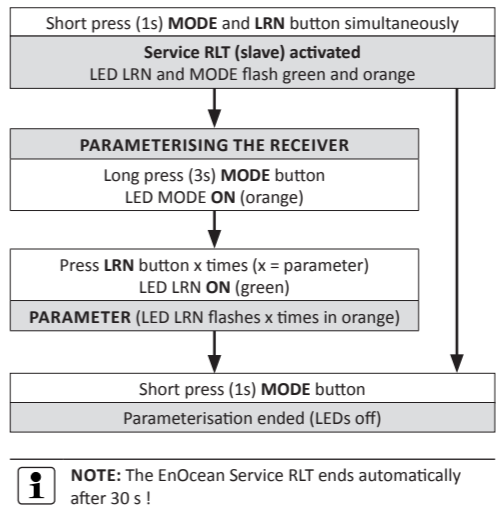 Short press (1s) MODE and LRN button simultaneously
Service RLT (slave) activated
LED LRN and MODE flash green and orange
PARAMETERISING THE RECEIVER
Long press (3s) MODE button
LED MODE ON (orange)
Press LRN button x times (x = parameter)
LED LRN ON (green)
PARAMETER (LED LRN flashes x times in orange)
Short press (1s) MODE button
Parameterisation ended (LEDs off)
i NOTE: The EnOcean Service RLT ends automatically
after 30 s !